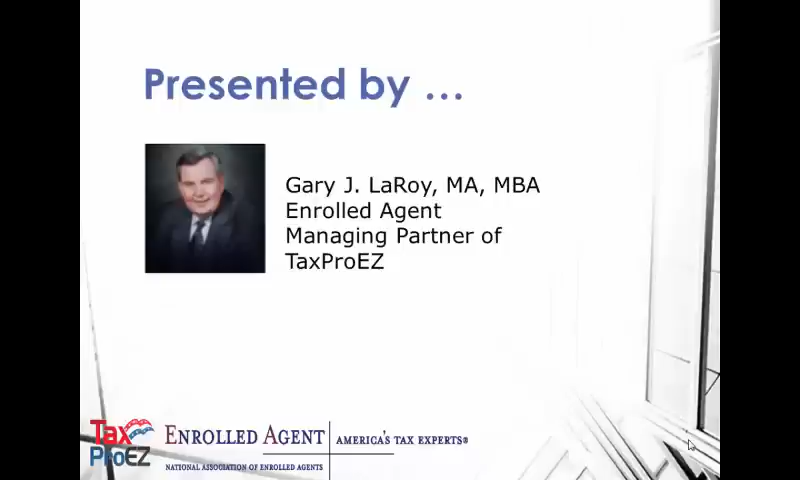 Presented by ...
Gary J. LaRoy, MA, MBA
Enrolled Agent
Managing Partner of
TaxProEZ
Tax
ProEZ
ENROLLED AGENT
AMERICA'S TAX EXPERTS®
NATIONAL ASSOCIATION OF ENROLLED AGENTS